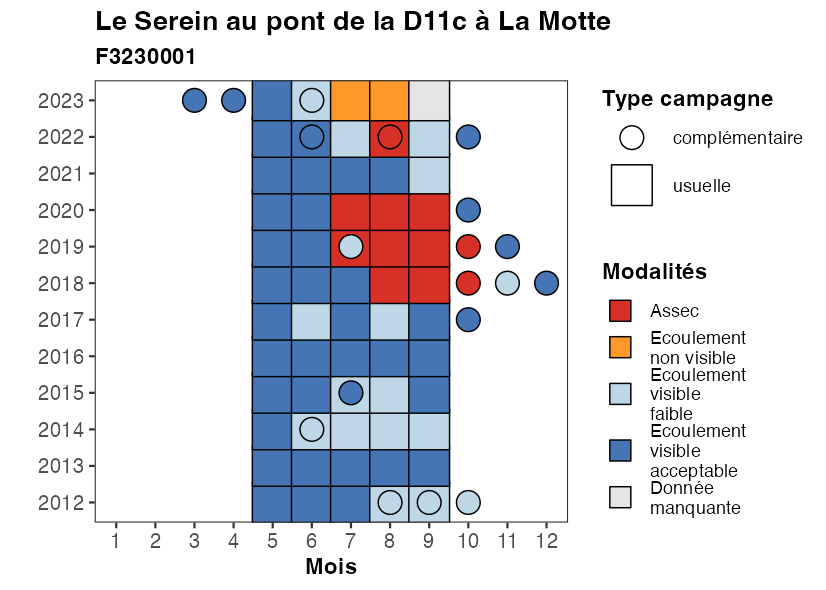 Le Serein au pont de la D11c à La Motte
F3230001
2023
2022
2021
2020
2019
2018
2017
2016
2015
2014
2013
2012
1 2 3 4 5 6 7 8 9 10 11 12
Mois
Type campagne
complémentaire
usuelle
Modalités
Assec
Ecoulement
non visible
Ecoulement
visible
faible
Ecoulement
visible
acceptable
Donnée
manquante